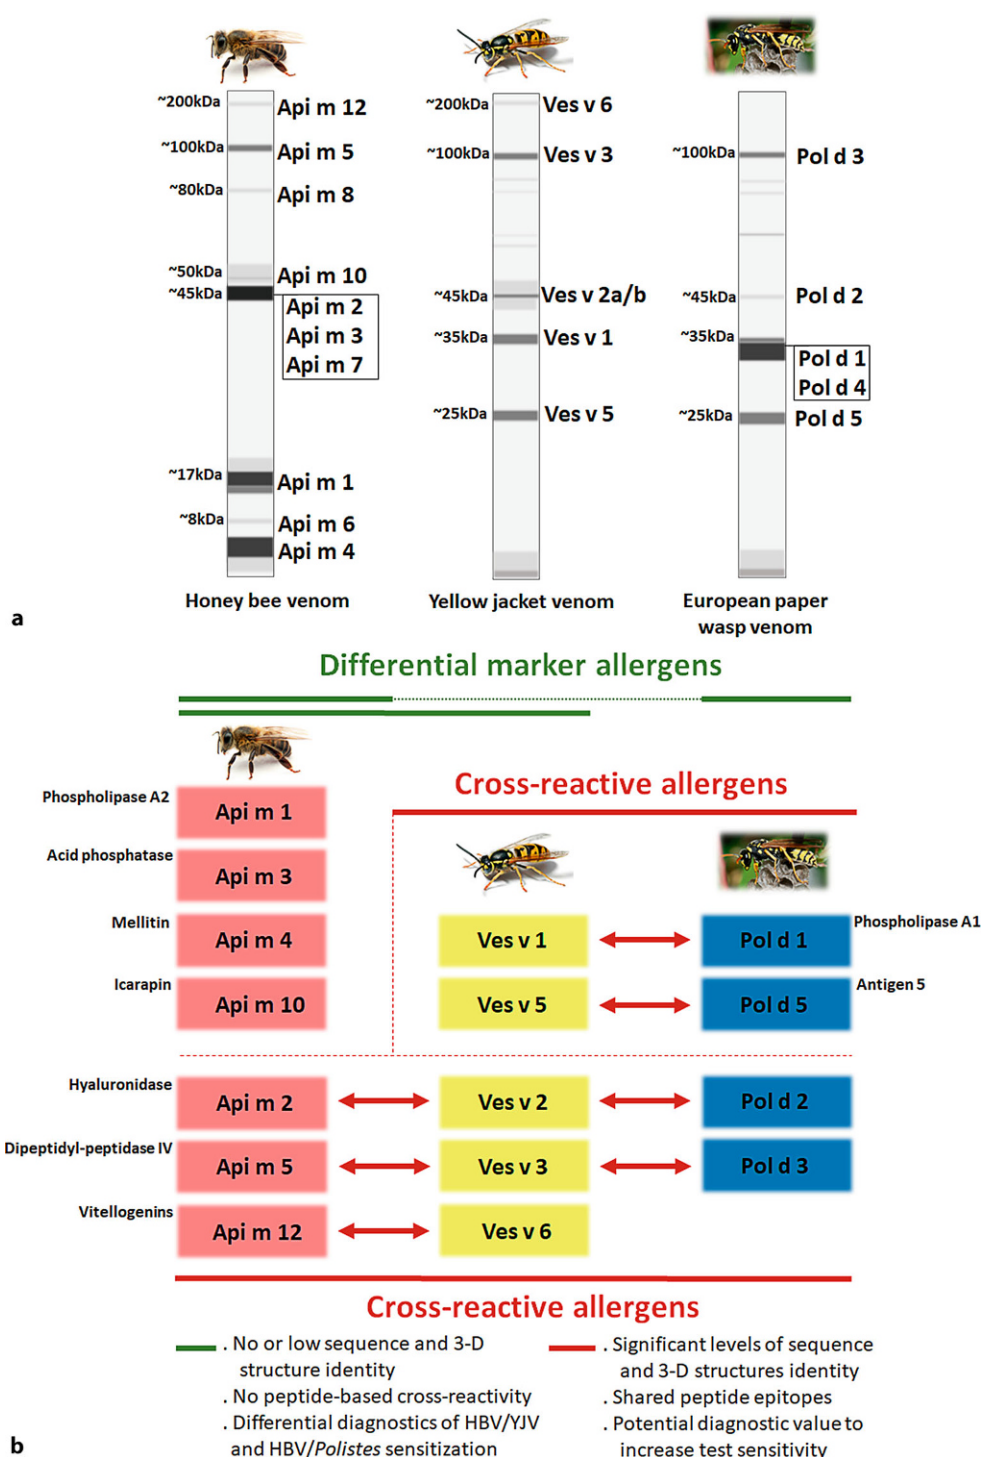 ~200kDa
Api m 12
~100kDa
Api m 5
~80kDa
Api m 8
~50kDa
Api m 10
~45kDa
Api m 2
Api m 3
Api m 7
~17kDa
Api m 1
~8kDa
Api m 6
Api m 4
Honey bee venom
~200kDa
Ves v 6
~100kDa
Ves v 3
~45kDa
Ves v 2a/b
~35kDa
Ves v 1
~25kDa
Ves v 5
Yellow jacket venom
~100kDa
Pol d 3
~45kDa
Pol d 2
~35kDa
Pol d 1
Pol d 4
~25kDa
Pol d 5
European paper
wasp venom
a
Differential marker allergens
Cross-reactive allergens
Phospholipase A2
Api m 1
Acid phosphatase
Api m 3
Mellitin
Api m 4
Ves v 1
Pol d 1
Phospholipase A1
Icarapin
Api m 10
Ves v 5
Pol d 5
Antigen 5
Hyaluronidase
Api m 2
Ves v 2
Pol d 2
Dipeptidyl-peptidase IV
Api m 5
Ves v 3
Pol d 3
Vitellogenins
Api m 12
Ves v 6
Cross-reactive allergens
. No or low sequence and 3-D
structure identity
. No peptide-based cross-reactivity
. Differential diagnostics of HBV/YJV
and HBV/Polistes sensitization
. Significant levels of sequence
and 3-D structures identity
. Shared peptide epitopes
. Potential diagnostic value to
increase test sensitivity
b